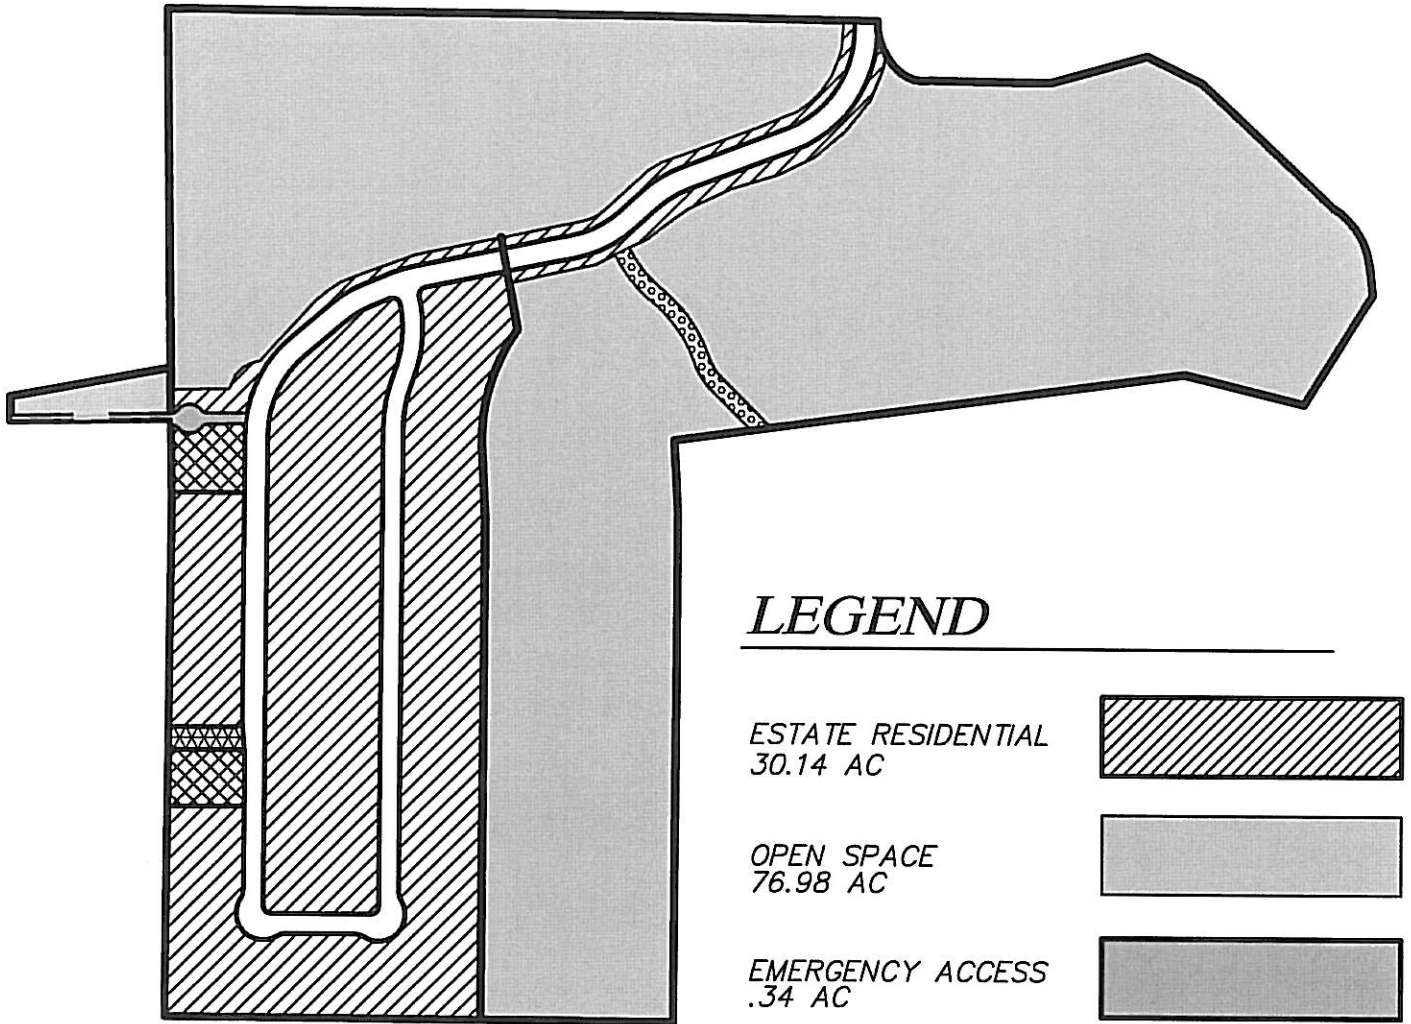 LEGEND
ESTATE RESIDENTIAL
30.14 AC
OPEN SPACE
76.98 AC
EMERGENCY ACCESS
.34 AC